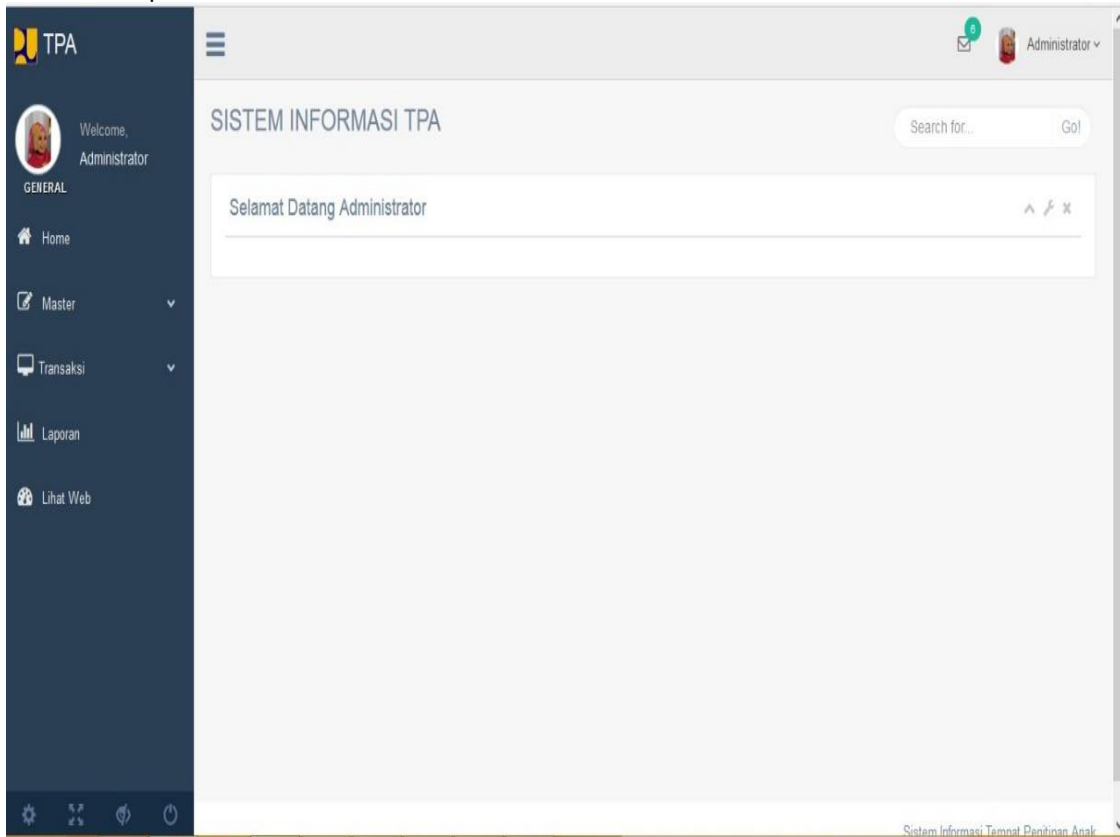 TPA
6
Administrator
Welcome,
Administrator
GENERAL
Home
Master
Transaksi
Laporan
Lihat Web
SISTEM INFORMASI TPA
Search for...
Go!
Selamat Datang Administrator
Sistem Informasi Tempat Penitipan Anak